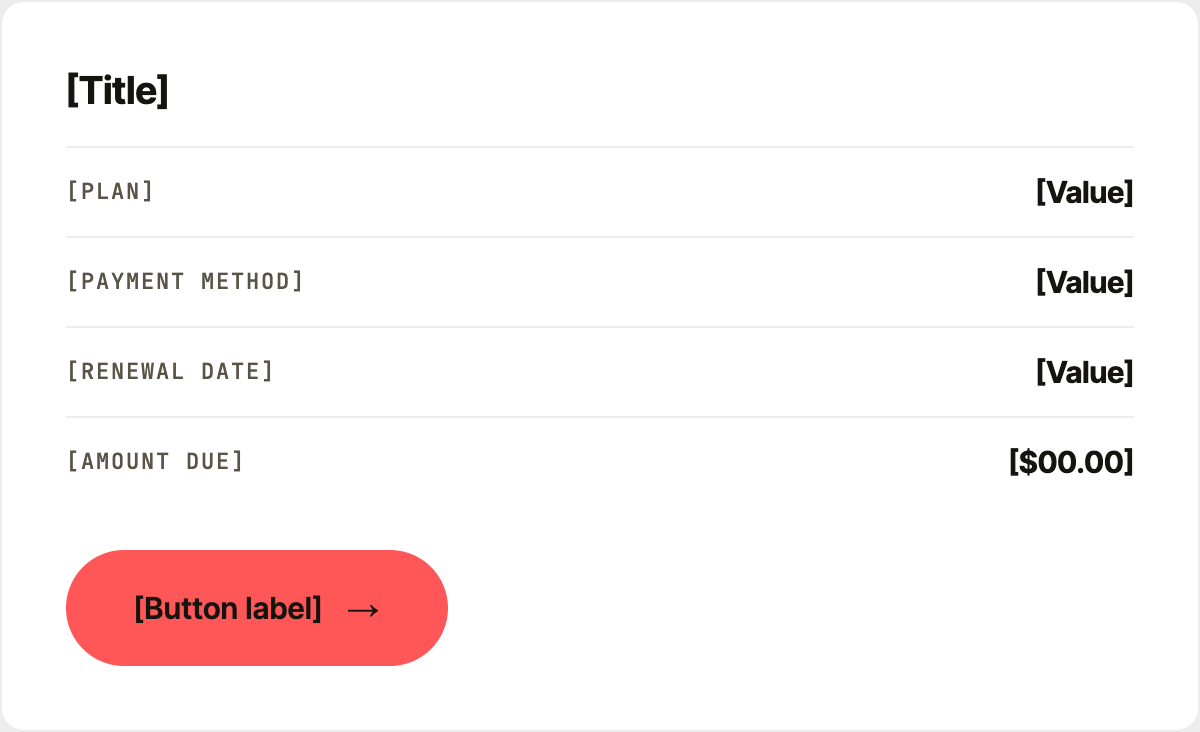 [Title]
[PLAN] [Value]
[PAYMENT METHOD] [Value]
[RENEWAL DATE] [Value]
[AMOUNT DUE] [$00.00]
[Button label] →